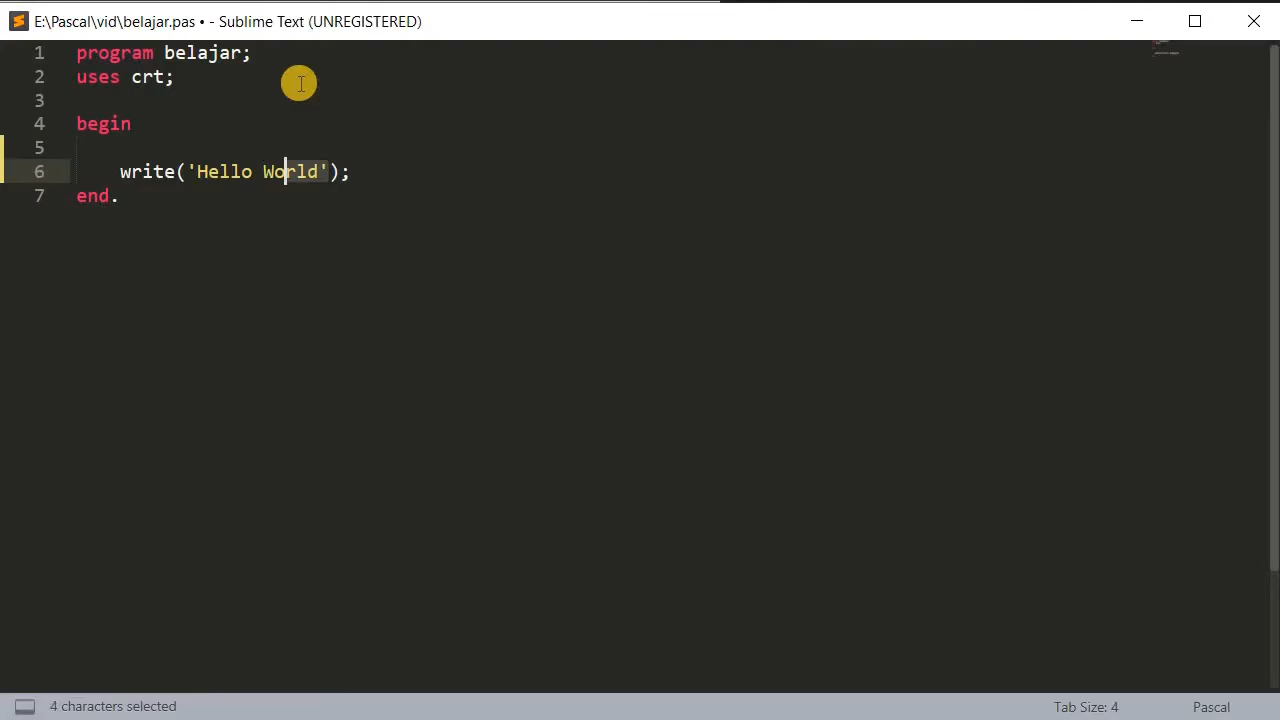 E:\Pascal\vid\belajar.pas • - Sublime Text (UNREGISTERED)
1 program belajar;
2 uses crt;
3
4 begin
5
6 write('Hello World');
7 end.
4 characters selected Tab Size: 4 Pascal